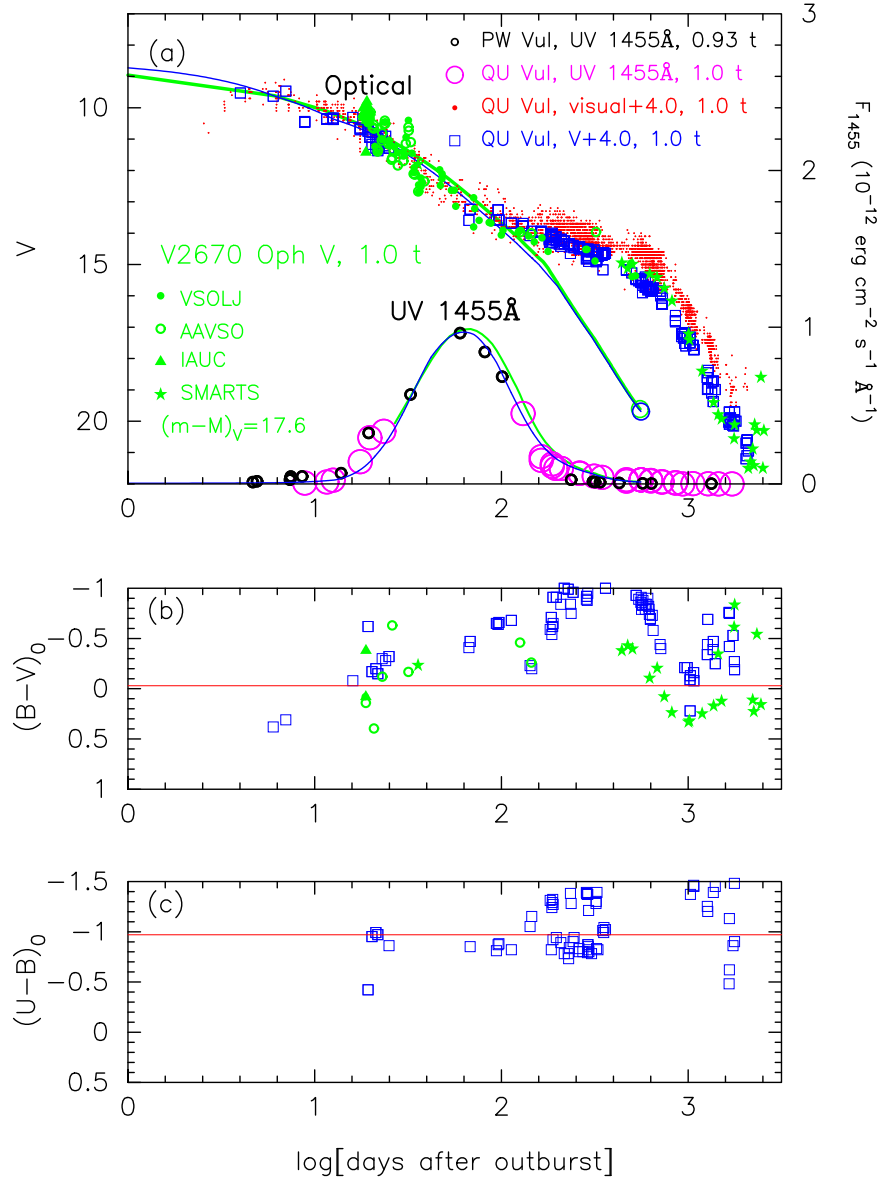 (a)
PW Vul, UV 1455Å, 0.93 t
QU Vul, UV 1455Å, 1.0 t
QU Vul, visual+4.0, 1.0 t
QU Vul, V+4.0, 1.0 t
Optical
V2670 Oph V, 1.0 t
VSOLJ
AAVSO
IAUC
SMARTS
(m−M)V=17.6
UV 1455Å
V
10
15
20
3
2
1
0
F1455 (10−12 erg cm−2 s−1 Å−1)
0 1 2 3
(b)
(B−V)0
−1
−0.5
0
0.5
1
0 1 2 3
(c)
(U−B)0
−1.5
−1
−0.5
0
0.5
0 1 2 3
log[days after outburst]